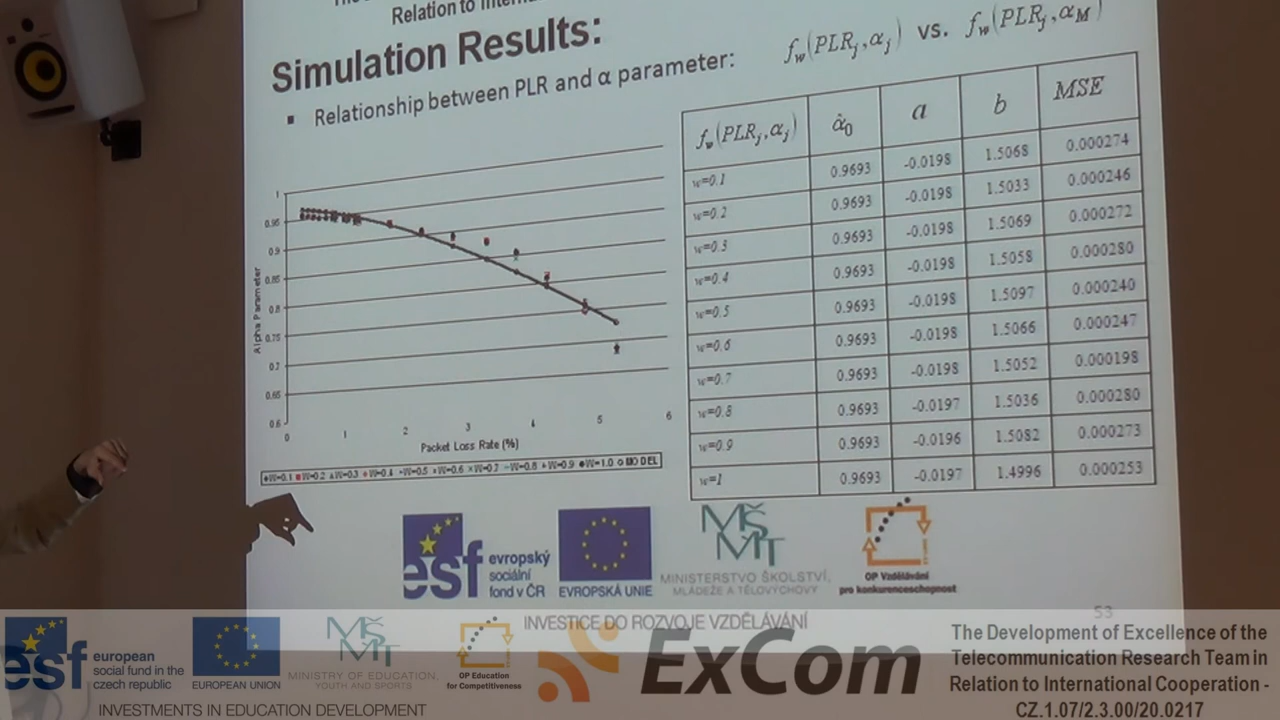 Relation to
Simulation Results:
▪ Relationship between PLR and α parameter:
f_w(PLR_j,α_j) vs. f_w(PLR_j,α_M)
f_w(PLR_j,α_j) α̂_0 a b MSE
w=0.1 0.9693 -0.0198 1.5068 0.000274
w=0.2 0.9693 -0.0198 1.5033 0.000246
w=0.3 0.9693 -0.0198 1.5069 0.000272
w=0.4 0.9693 -0.0198 1.5058 0.000280
w=0.5 0.9693 -0.0198 1.5097 0.000240
w=0.6 0.9693 -0.0198 1.5066 0.000247
w=0.7 0.9693 -0.0198 1.5052 0.000198
w=0.8 0.9693 -0.0197 1.5036 0.000280
w=0.9 0.9693 -0.0196 1.5082 0.000273
w=1 0.9693 -0.0197 1.4996 0.000253
Alpha Parameter
1
0.95
0.9
0.85
0.8
0.75
0.7
0.65
0.6
0 1 2 3 4 5 6
Packet Loss Rate (%)
W=0.1 W=0.2 W=0.3 W=0.4 W=0.5 W=0.6 W=0.7 W=0.8 W=0.9 W=1.0 MODEL
esf evropský
sociální
fond v ČR
EVROPSKÁ UNIE
MŠMT
MINISTERSTVO ŠKOLSTVÍ,
MLÁDEŽE A TĚLOVÝCHOVY
OP Vzdělávání
pro konkurenceschopnost
53
INVESTICE DO ROZVOJE VZDĚLÁVÁNÍ
esf european
social fund in the
czech republic
EUROPEAN UNION
MŠMT
MINISTRY OF EDUCATION,
YOUTH AND SPORTS
OP Education
for Competitiveness
INVESTMENTS IN EDUCATION DEVELOPMENT
ExCom
The Development of Excellence of the
Telecommunication Research Team in
Relation to International Cooperation -
CZ.1.07/2.3.00/20.0217